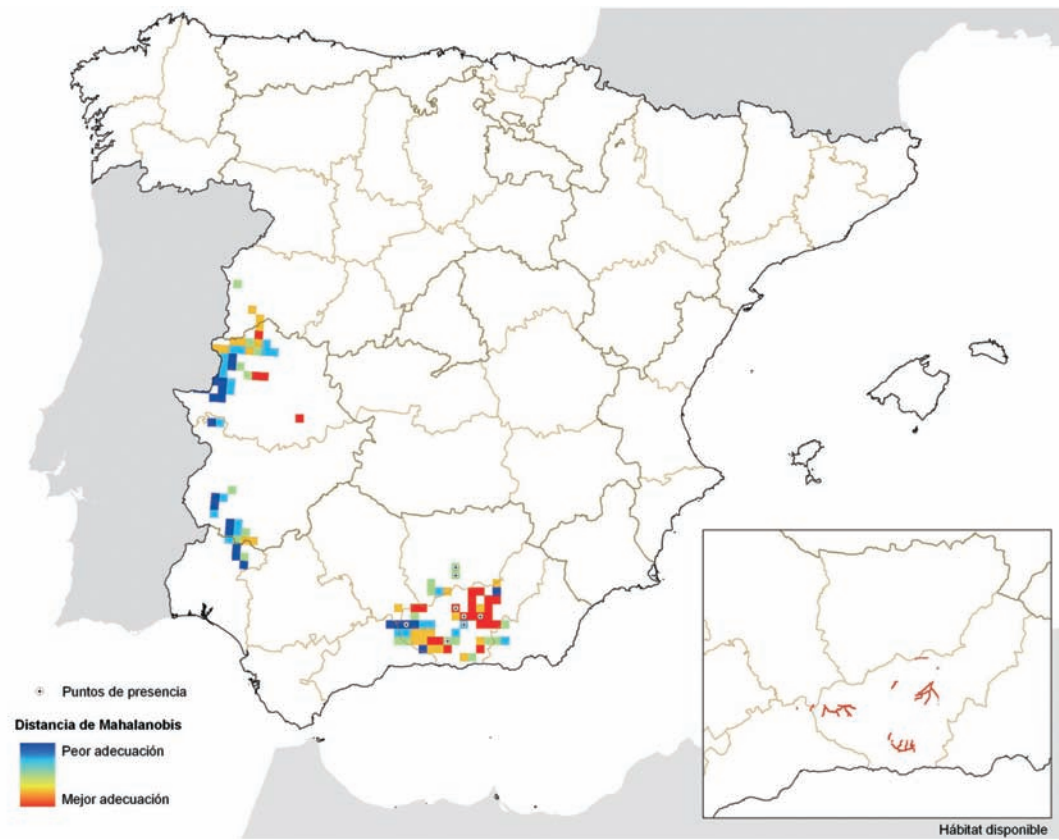 Puntos de presencia
Distancia de Mahalanobis
Peor adecuación
Mejor adecuación
Hábitat disponible